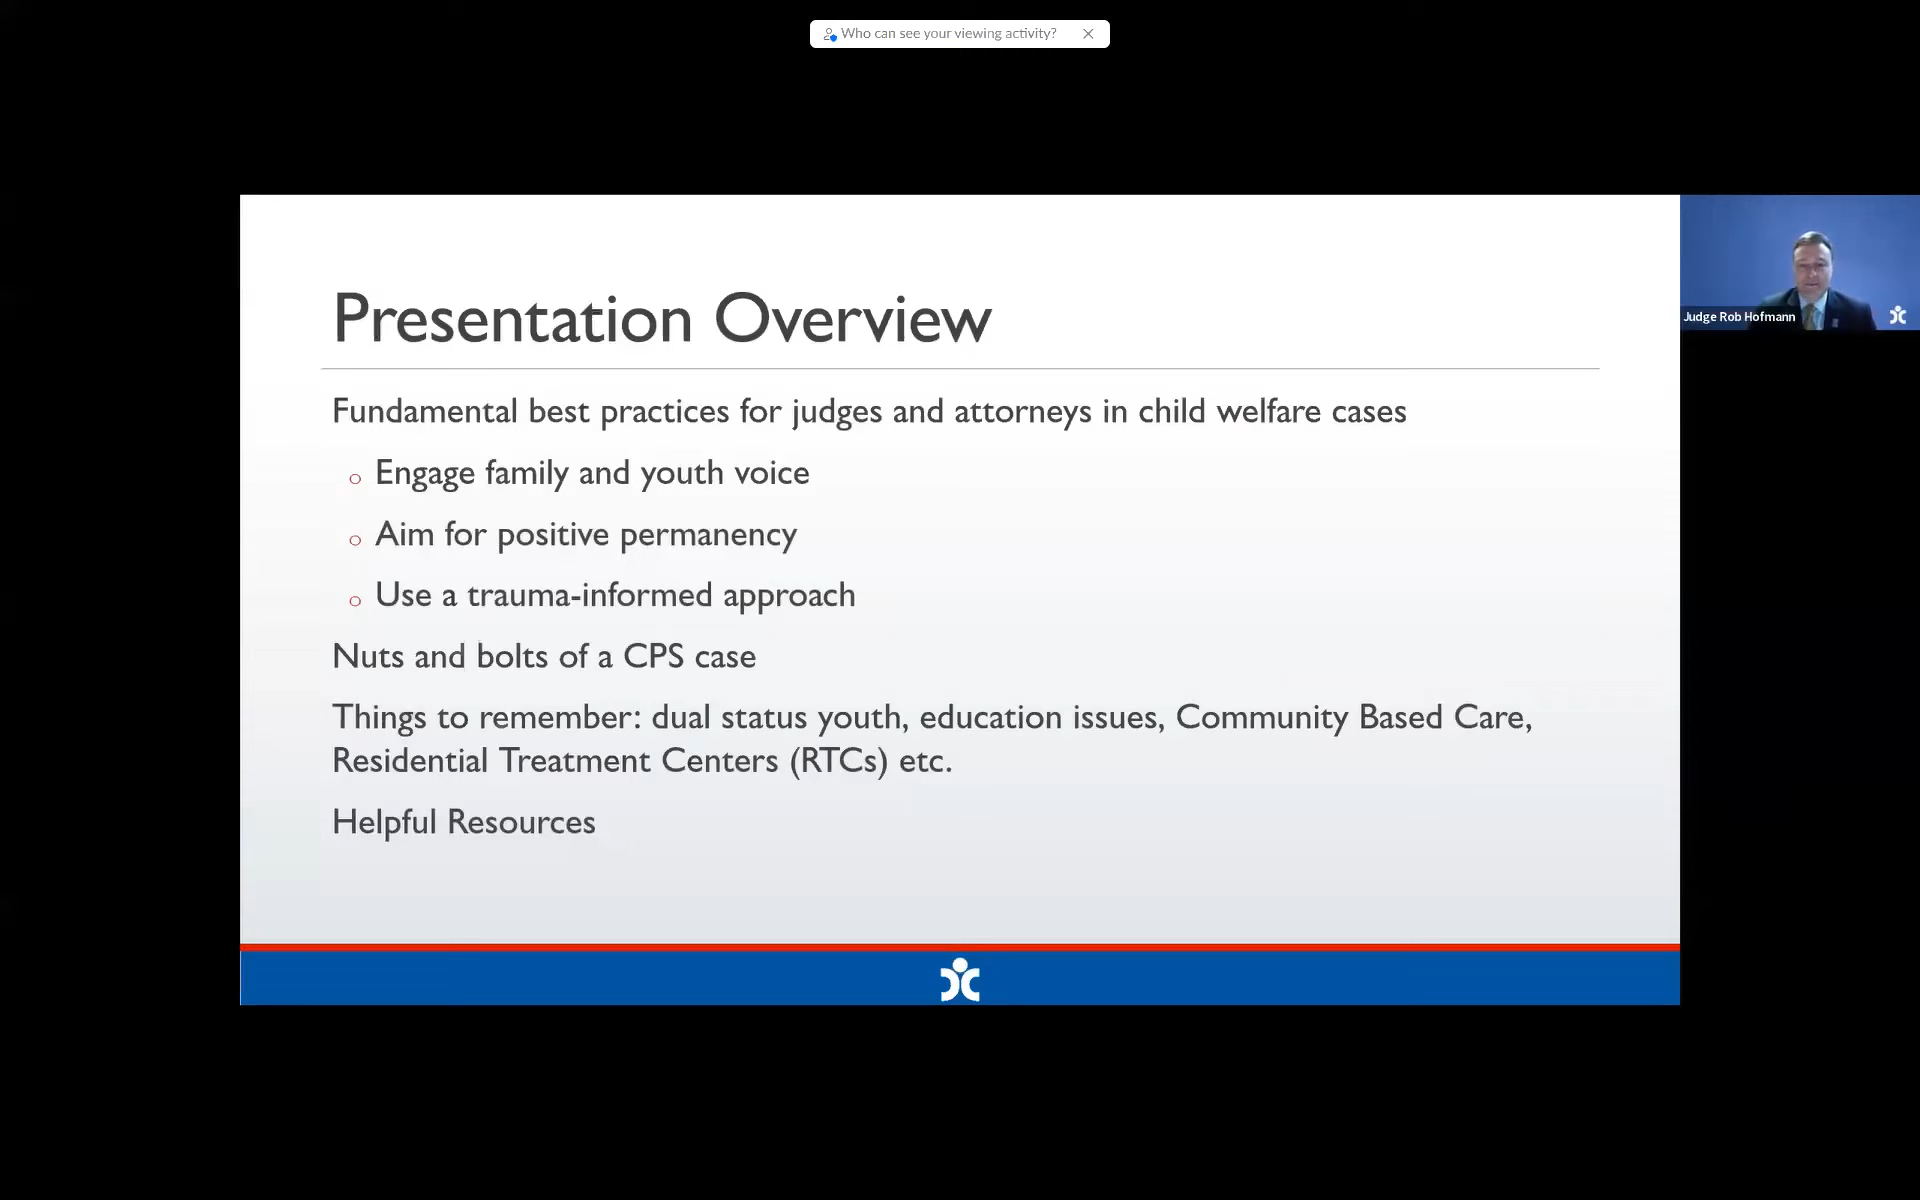 Who can see your viewing activity?
Presentation Overview
Fundamental best practices for judges and attorneys in child welfare cases
Engage family and youth voice
Aim for positive permanency
Use a trauma-informed approach
Nuts and bolts of a CPS case
Things to remember: dual status youth, education issues, Community Based Care,
Residential Treatment Centers (RTCs) etc.
Helpful Resources
Judge Rob Hofmann